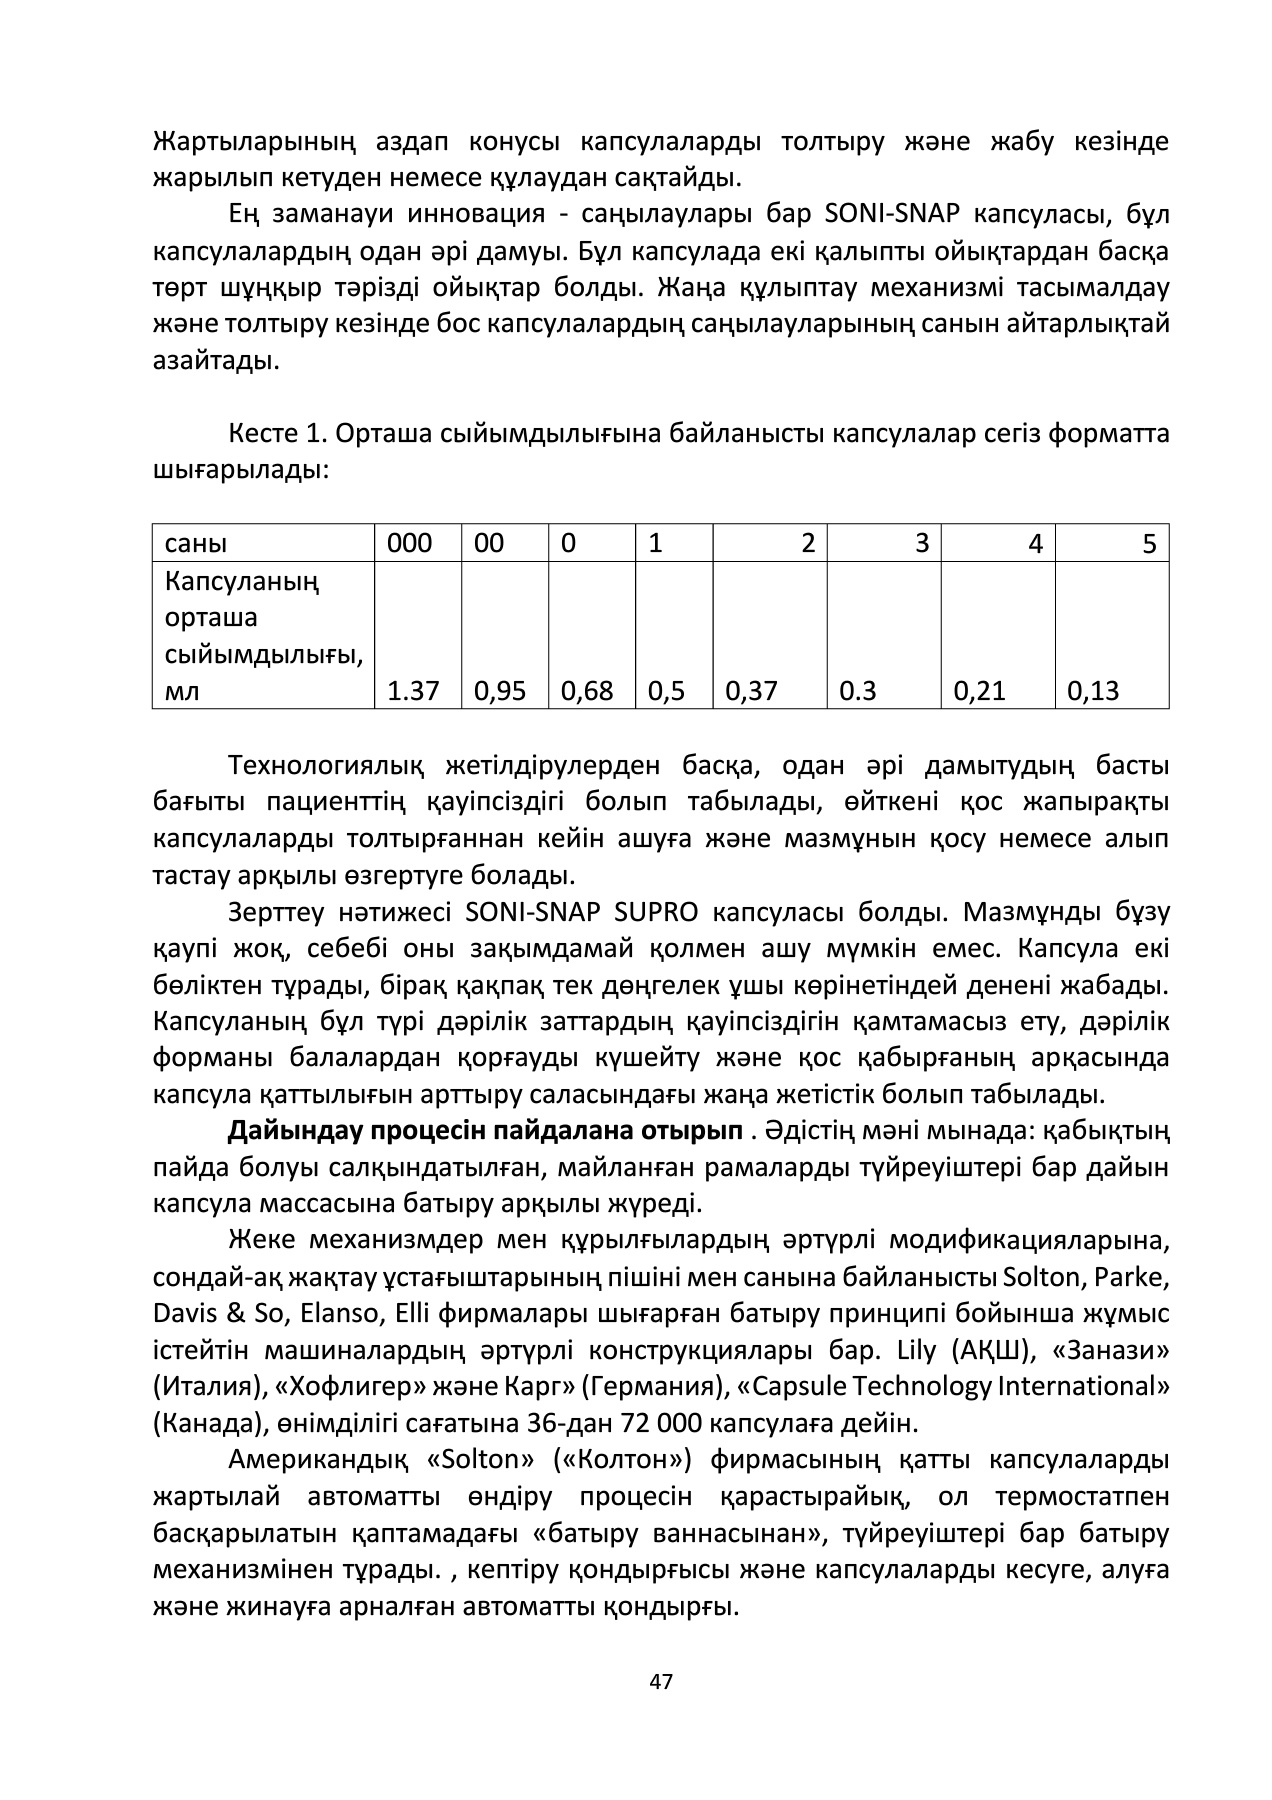 Жартыларының аздап конусы капсулаларды толтыру және жабу кезінде
жарылып кетуден немесе құлаудан сақтайды.
Ең заманауи инновация - саңылаулары бар SONI-SNAP капсуласы, бұл
капсулалардың одан әрі дамуы. Бұл капсулада екі қалыпты ойықтардан басқа
төрт шұңқыр тәрізді ойықтар болды. Жаңа құлыптау механизмі тасымалдау
және толтыру кезінде бос капсулалардың саңылауларының санын айтарлықтай
азайтады.
Кесте 1. Орташа сыйымдылығына байланысты капсулалар сегіз форматта
шығарылады:
саны 000 00 0 1 2 3 4 5
Капсуланың
орташа
сыйымдылығы,
мл 1.37 0,95 0,68 0,5 0,37 0.3 0,21 0,13
Технологиялық жетілдірулерден басқа, одан әрі дамытудың басты
бағыты пациенттің қауіпсіздігі болып табылады, өйткені қос жапырақты
капсулаларды толтырғаннан кейін ашуға және мазмұнын қосу немесе алып
тастау арқылы өзгертуге болады.
Зерттеу нәтижесі SONI-SNAP SUPRO капсуласы болды. Мазмұнды бұзу
қаупі жоқ, себебі оны зақымдамай қолмен ашу мүмкін емес. Капсула екі
бөліктен тұрады, бірақ қақпақ тек дөңгелек ұшы көрінетіндей денені жабады.
Капсуланың бұл түрі дәрілік заттардың қауіпсіздігін қамтамасыз ету, дәрілік
форманы балалардан қорғауды күшейту және қос қабырғаның арқасында
капсула қаттылығын арттыру саласындағы жаңа жетістік болып табылады.
Дайындау процесін пайдалана отырып . Әдістің мәні мынада: қабықтың
пайда болуы салқындатылған, майланған рамаларды түйреуіштері бар дайын
капсула массасына батыру арқылы жүреді.
Жеке механизмдер мен құрылғылардың әртүрлі модификацияларына,
сондай-ақ жақтау ұстағыштарының пішіні мен санына байланысты Solton, Parke,
Davis & So, Elanso, Elli фирмалары шығарған батыру принципі бойынша жұмыс
істейтін машиналардың әртүрлі конструкциялары бар. Lily (АҚШ), «Занази»
(Италия), «Хофлигер» және Карг» (Германия), «Capsule Technology International»
(Канада), өнімділігі сағатына 36-дан 72 000 капсулаға дейін.
Американдық «Solton» («Колтон») фирмасының қатты капсулаларды
жартылай автоматты өндіру процесін қарастырайық, ол термостатпен
басқарылатын қаптамадағы «батыру ваннасынан», түйреуіштері бар батыру
механизмінен тұрады. , кептіру қондырғысы және капсулаларды кесуге, алуға
және жинауға арналған автоматты қондырғы.
47